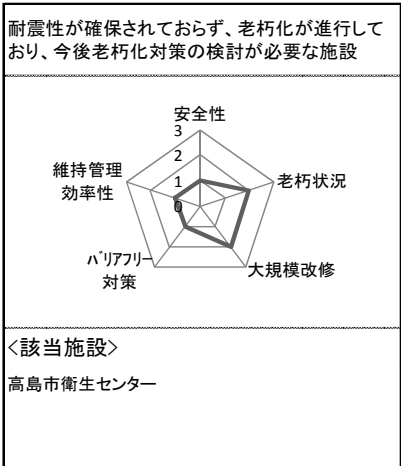 耐震性が確保されておらず、老朽化が進行して
おり、今後老朽化対策の検討が必要な施設
安全性
3
2
1
0
老朽状況
大規模改修
バリアフリー
対策
維持管理
効率性
<該当施設>
高島市衛生センター